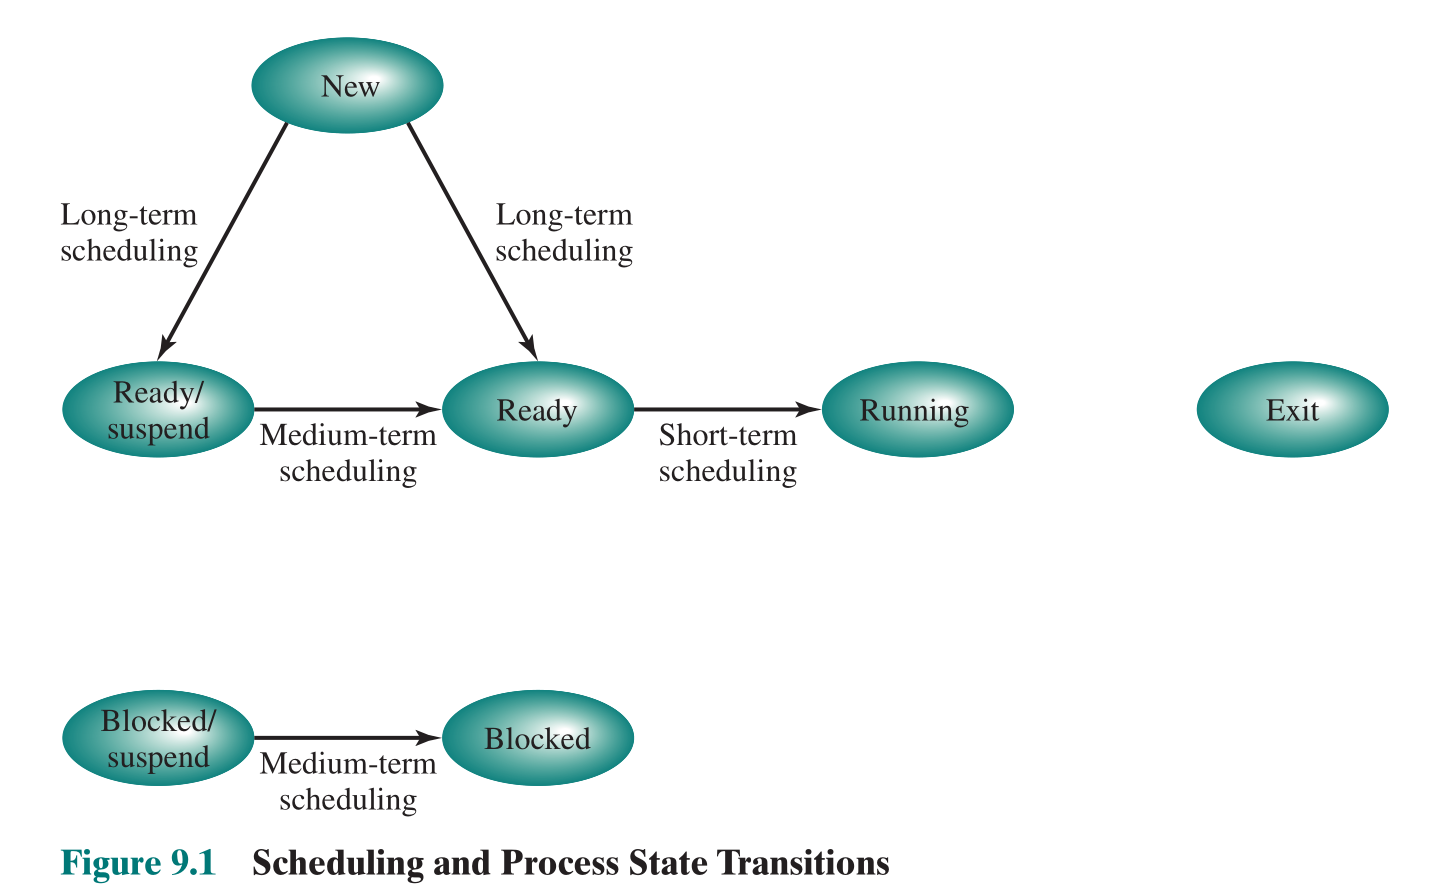 New
Long-term
scheduling
Long-term
scheduling
Ready/
suspend
Medium-term
scheduling
Ready
Short-term
scheduling
Running
Exit
Blocked/
suspend
Medium-term
scheduling
Blocked
Figure 9.1 Scheduling and Process State Transitions